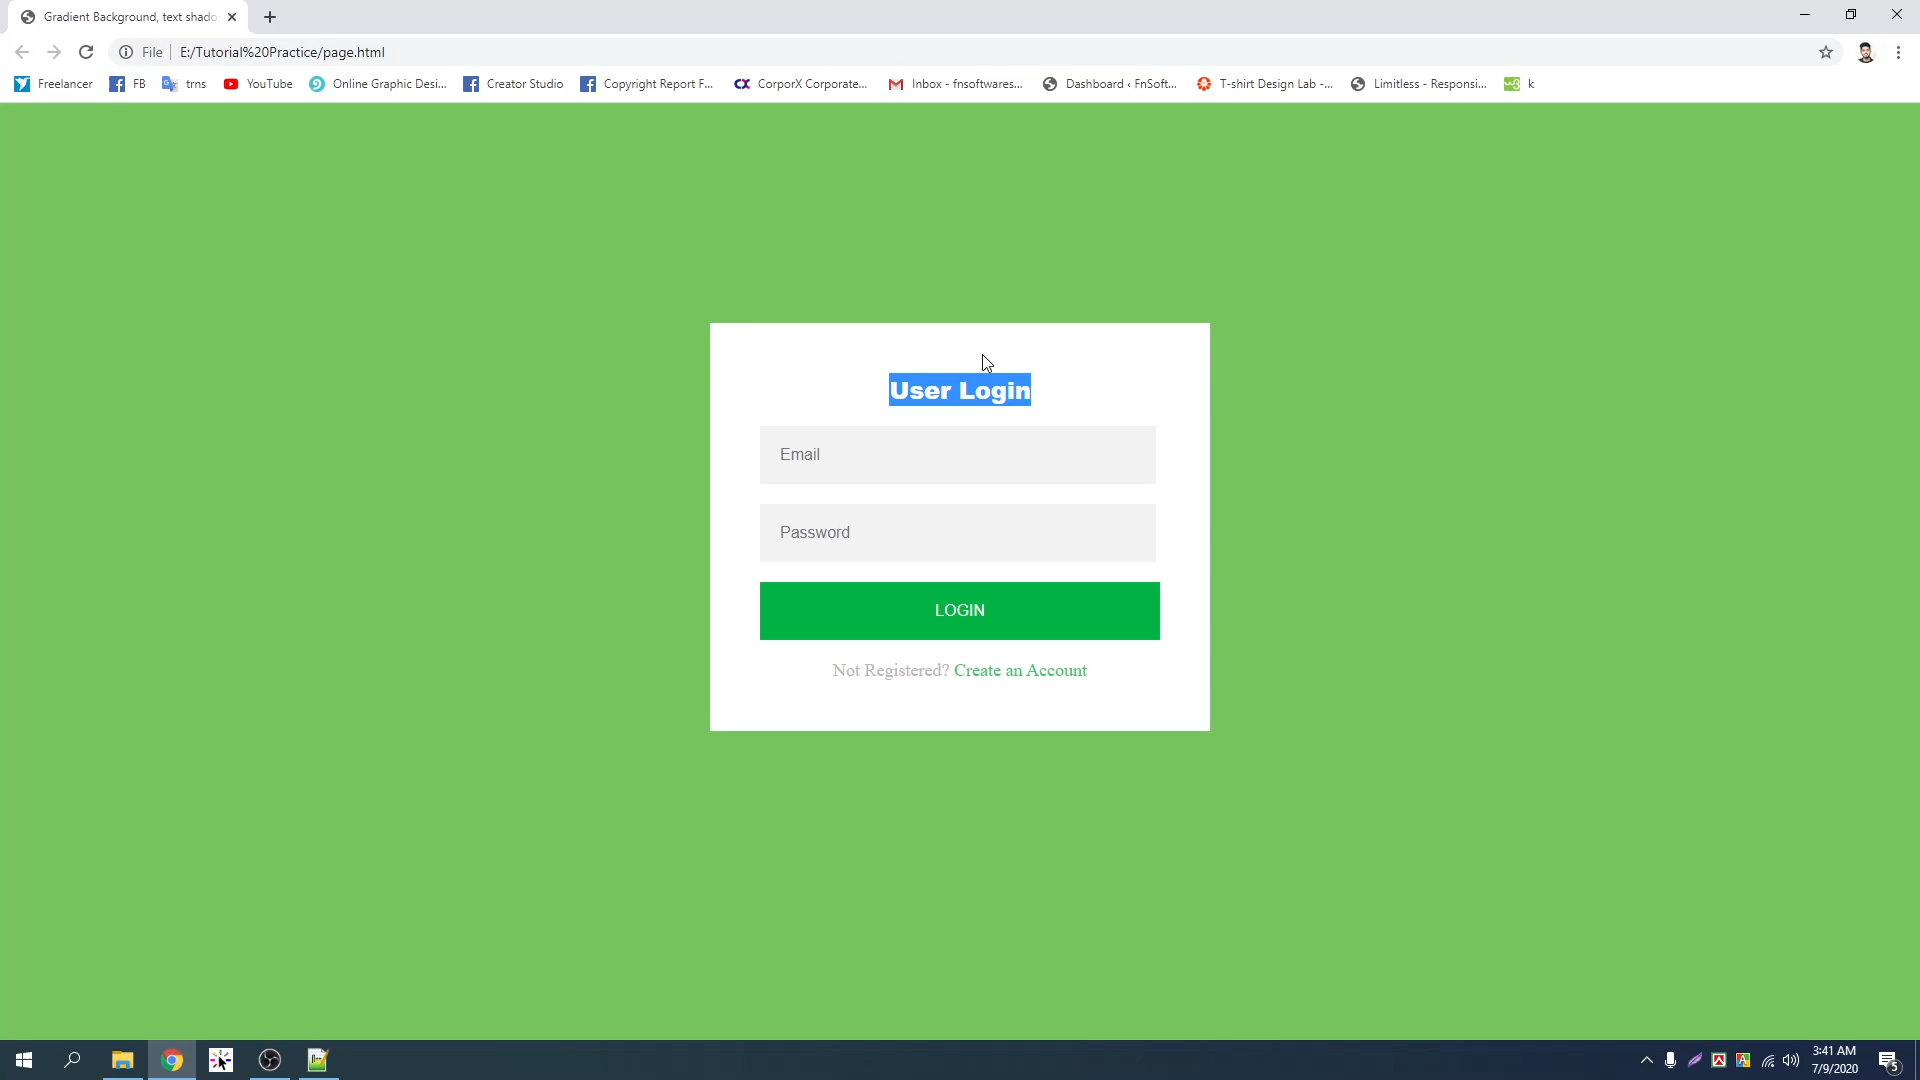 Gradient Background, text shado
File
E:/Tutorial%20Practice/page.html
Freelancer
FB
trns
YouTube
Online Graphic Desi...
Creator Studio
Copyright Report F...
CorporX Corporate...
Inbox - fnsoftwares...
Dashboard ‹ FnSoft...
T-shirt Design Lab -...
Limitless - Responsi...
k
User Login
Email
Password
LOGIN
Not Registered? Create an Account
3:41 AM
7/9/2020
5